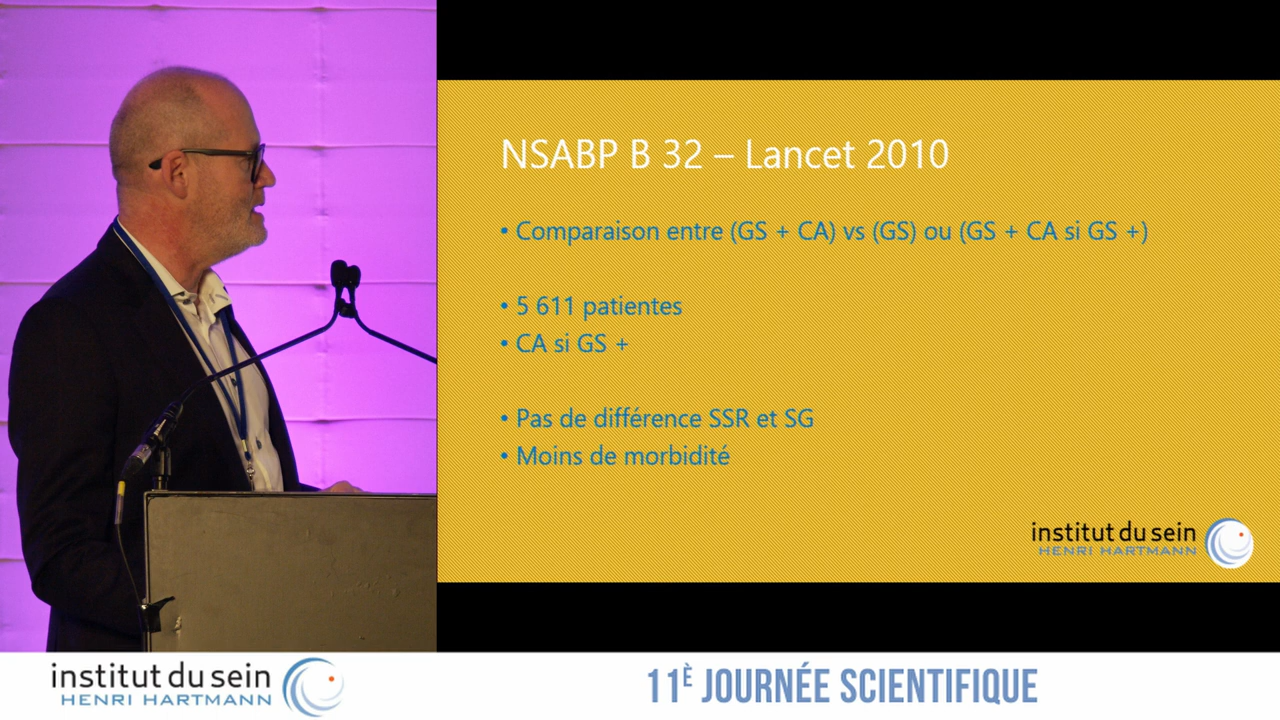 NSABP B 32 – Lancet 2010
• Comparaison entre (GS + CA) vs (GS) ou (GS + CA si GS +)
• 5 611 patientes
• CA si GS +
• Pas de différence SSR et SG
• Moins de morbidité
institut du sein
HENRI HARTMANN
institut du sein
HENRI HARTMANN
11È JOURNÉE SCIENTIFIQUE